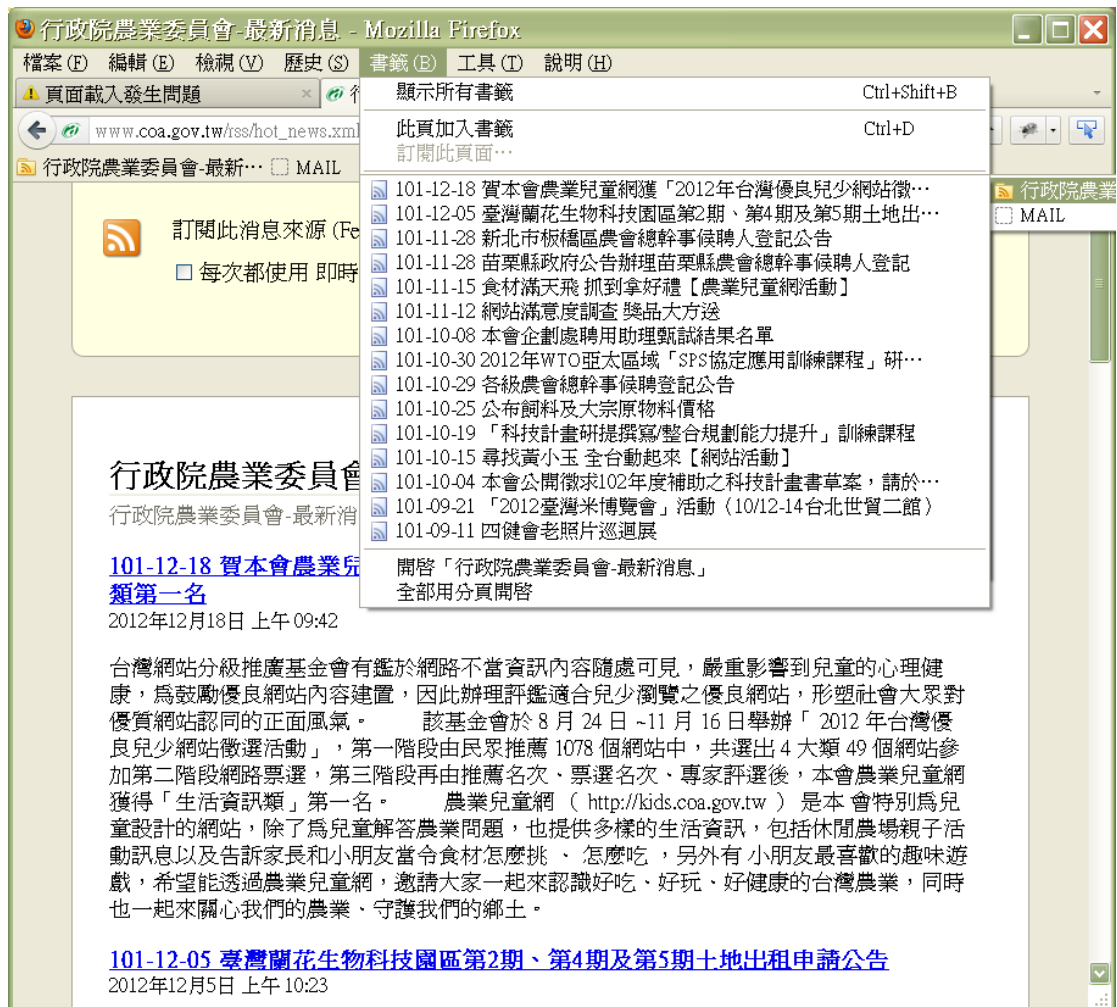 行政院農業委員會-最新消息 - Mozilla Firefox
檔案(F) 編輯(E) 檢視(V) 歷史(S) 書籤(B) 工具(T) 說明(H)
頁面載入發生問題 × 行
www.coa.gov.tw/rss/hot_news.xml
行政院農業委員會-最新… MAIL
顯示所有書籤 Ctrl+Shift+B
此頁加入書籤 Ctrl+D
訂閱此頁面…
101-12-18 賀本會農業兒童網獲「2012年台灣優良兒少網站徵…
101-12-05 臺灣蘭花生物科技園區第2期、第4期及第5期土地出…
101-11-28 新北市板橋區農會總幹事候聘人登記公告
101-11-28 苗栗縣政府公告辦理苗栗縣農會總幹事候聘人登記
101-11-15 食材滿天飛 抓到拿好禮【農業兒童網活動】
101-11-12 網站滿意度調查 獎品大方送
101-10-08 本會企劃處聘用助理甄試結果名單
101-10-30 2012年WTO亞太區域「SPS協定應用訓練課程」研…
101-10-29 各級農會總幹事候聘登記公告
101-10-25 公布飼料及大宗原物料價格
101-10-19 「科技計畫研提撰寫/整合規劃能力提升」訓練課程
101-10-15 尋找黃小玉 全台動起來【網站活動】
101-10-04 本會公開徵求102年度補助之科技計畫書草案，請於…
101-09-21 「2012臺灣米博覽會」活動（10/12-14台北世貿二館）
101-09-11 四健會老照片巡迴展
開啓「行政院農業委員會-最新消息」
全部用分頁開啓
行政院農業
MAIL
訂閱此消息來源 (Fe
每次都使用 即時
行政院農業委員會
行政院農業委員會-最新消
101-12-18 賀本會農業兒
類第一名
2012年12月18日 上午 09:42
台灣網站分級推廣基金會有鑑於網路不當資訊內容隨處可見，嚴重影響到兒童的心理健
康，爲鼓勵優良網站內容建置，因此辦理評鑑適合兒少瀏覽之優良網站，形塑社會大眾對
優質網站認同的正面風氣。 該基金會於 8 月 24 日 ~11 月 16 日舉辦「 2012 年台灣優
良兒少網站徵選活動」，第一階段由民眾推薦 1078 個網站中，共選出 4 大類 49 個網站參
加第二階段網路票選，第三階段再由推薦名次、票選名次、專家評選後，本會農業兒童網
獲得「生活資訊類」第一名。 農業兒童網 （ http://kids.coa.gov.tw ） 是本 會特別爲兒
童設計的網站，除了爲兒童解答農業問題，也提供多樣的生活資訊，包括休閒農場親子活
動訊息以及告訴家長和小朋友當令食材怎麼挑 、 怎麼吃 ，另外有 小朋友最喜歡的趣味遊
戲，希望能透過農業兒童網，邀請大家一起來認識好吃、好玩、好健康的台灣農業，同時
也一起來關心我們的農業、守護我們的鄉土。
101-12-05 臺灣蘭花生物科技園區第2期、第4期及第5期土地出租申請公告
2012年12月5日 上午 10:23